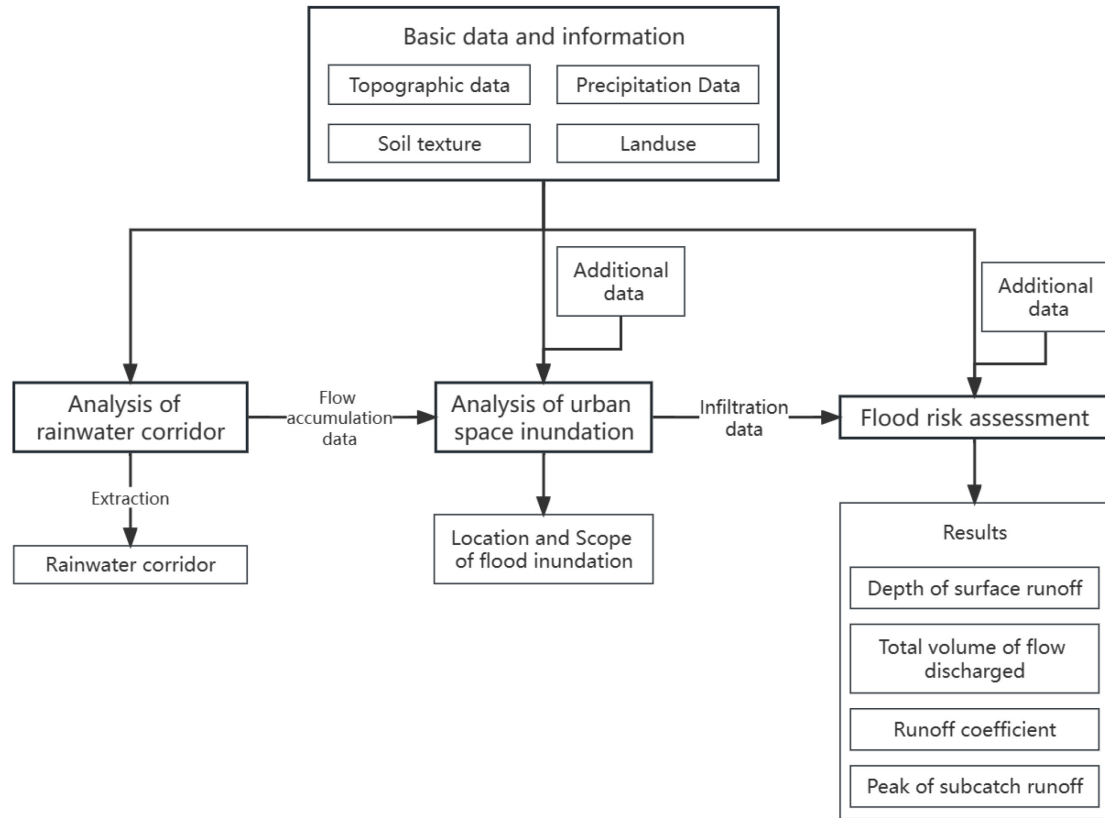 Basic data and information
Topographic data
Precipitation Data
Soil texture
Landuse
Additional
data
Additional
data
Analysis of
rainwater corridor
Flow
accumulation
data
Analysis of urban
space inundation
Infiltration
data
Flood risk assessment
Extraction
Rainwater corridor
Location and Scope
of flood inundation
Results
Depth of surface runoff
Total volume of flow
discharged
Runoff coefficient
Peak of subcatch runoff